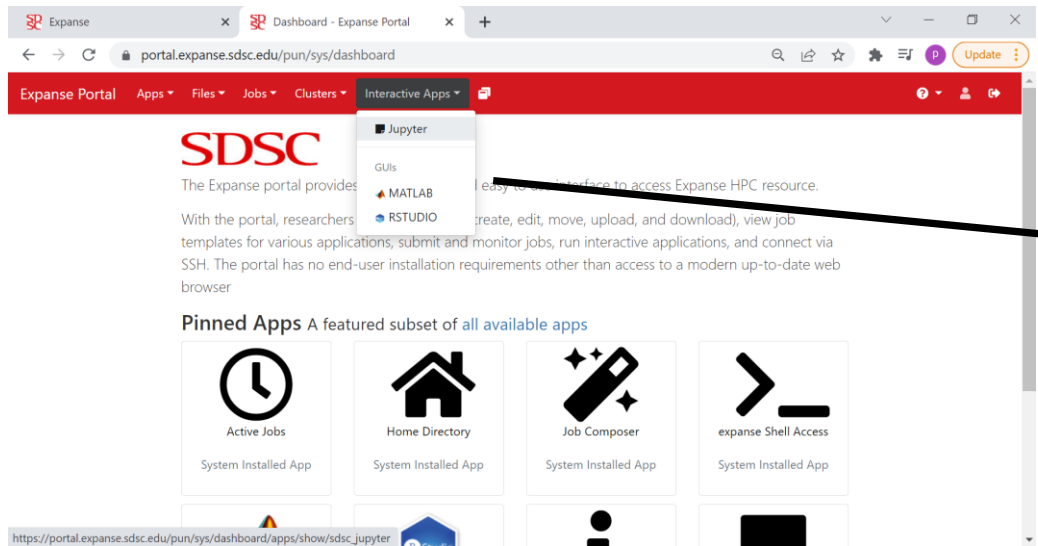 Expanse
Dashboard - Expanse Portal
portal.expanse.sdsc.edu/pun/sys/dashboard
P
Update
Expanse Portal Apps Files Jobs Clusters Interactive Apps
Jupyter
GUIs
MATLAB
RSTUDIO
SDSC
The Expanse portal provides easy to use interface to access Expanse HPC resource.
With the portal, researchers create, edit, move, upload, and download), view job
templates for various applications, submit and monitor jobs, run interactive applications, and connect via
SSH. The portal has no end-user installation requirements other than access to a modern up-to-date web
browser
Pinned Apps A featured subset of all available apps
Active Jobs
System Installed App
Home Directory
System Installed App
Job Composer
System Installed App
expanse Shell Access
System Installed App
https://portal.expanse.sdsc.edu/pun/sys/dashboard/apps/show/sdsc_jupyter